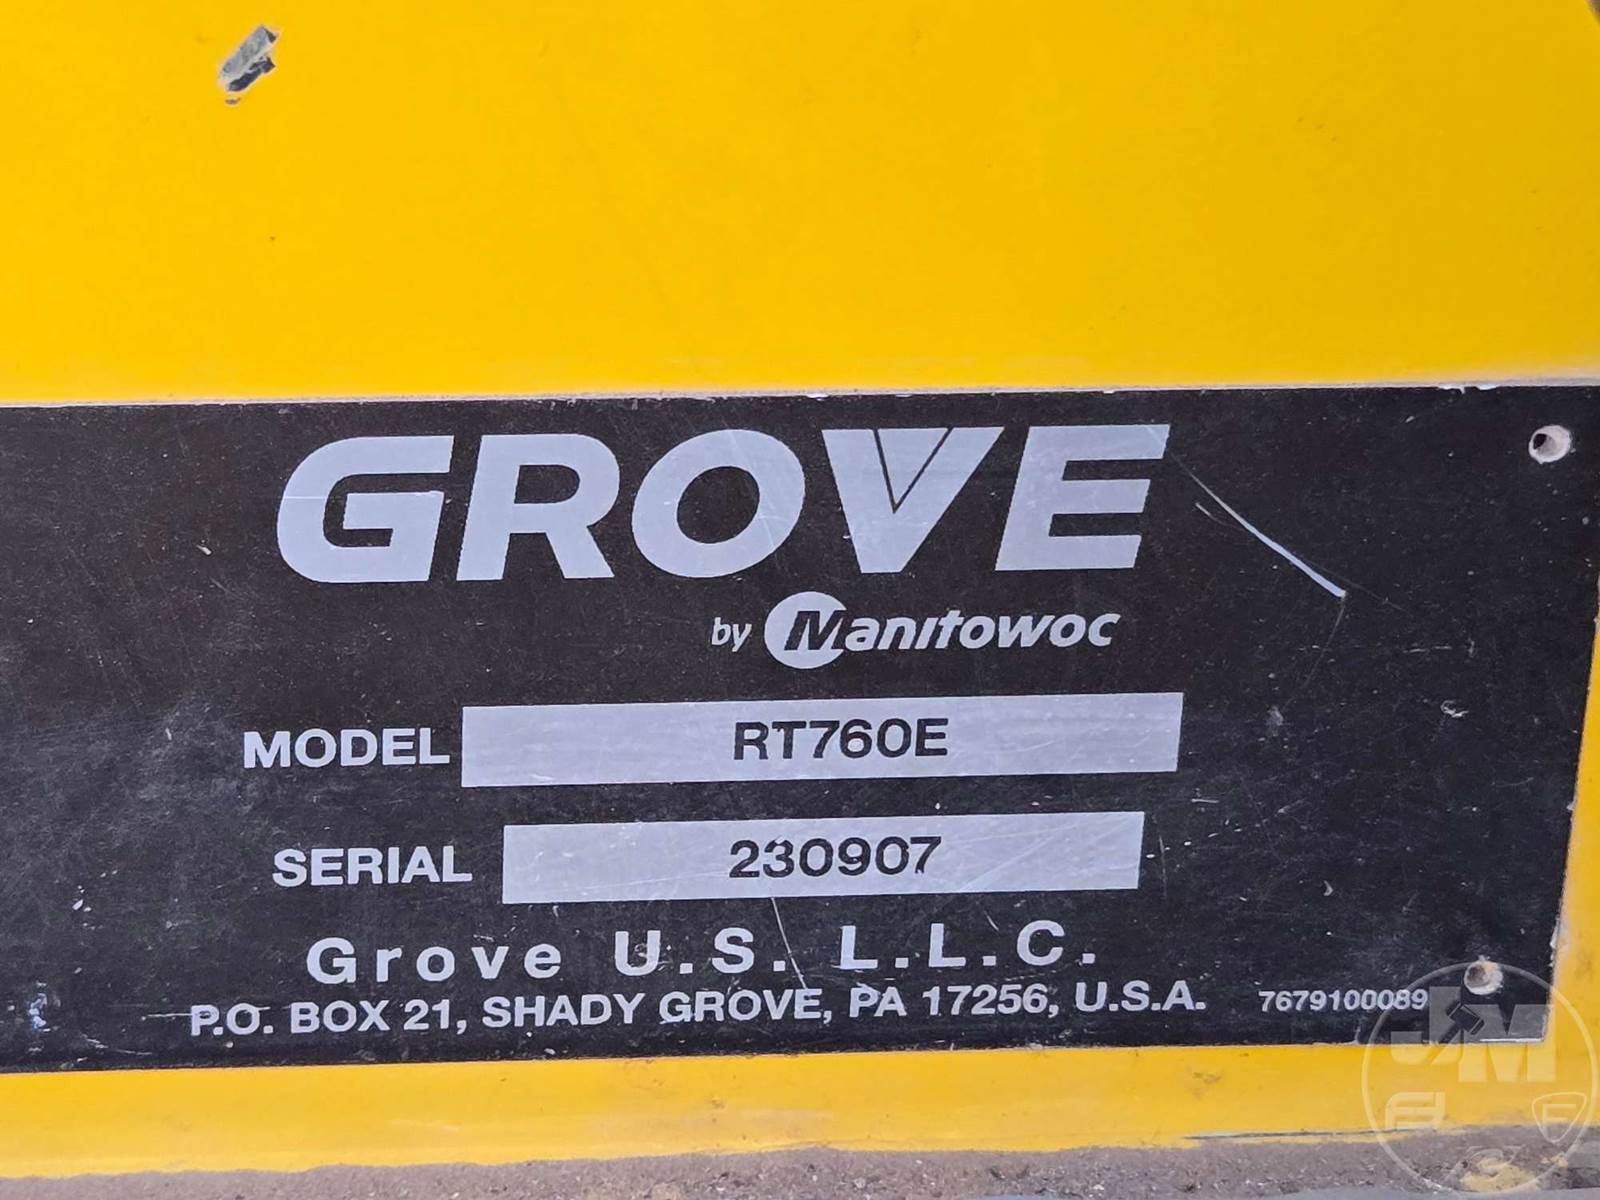 GROVE
by Manitowoc
MODEL RT760E
SERIAL 230907
Grove U.S. L.L.C.
P.O. BOX 21, SHADY GROVE, PA 17256, U.S.A. 7679100089
J&M